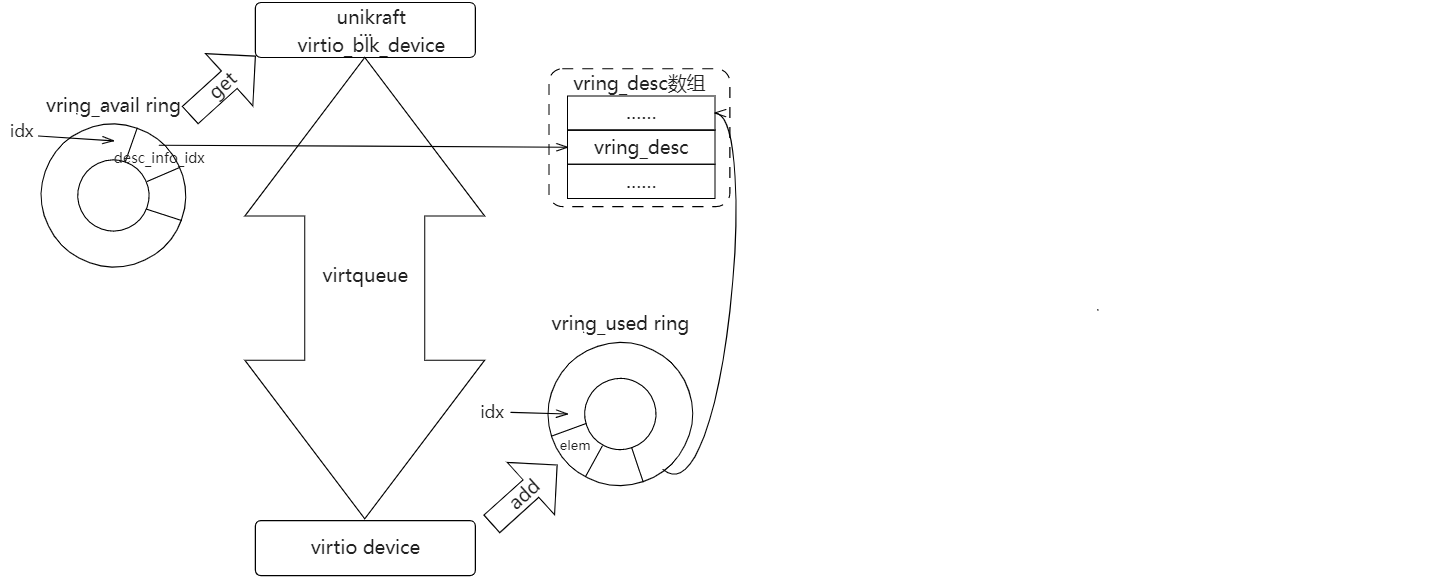 unikraft
virtio_blk_device
get
vring_avail ring
idx
desc_info_idx
vring_desc数组
......
vring_desc
......
virtqueue
vring_used ring
idx
elem
add
virtio device